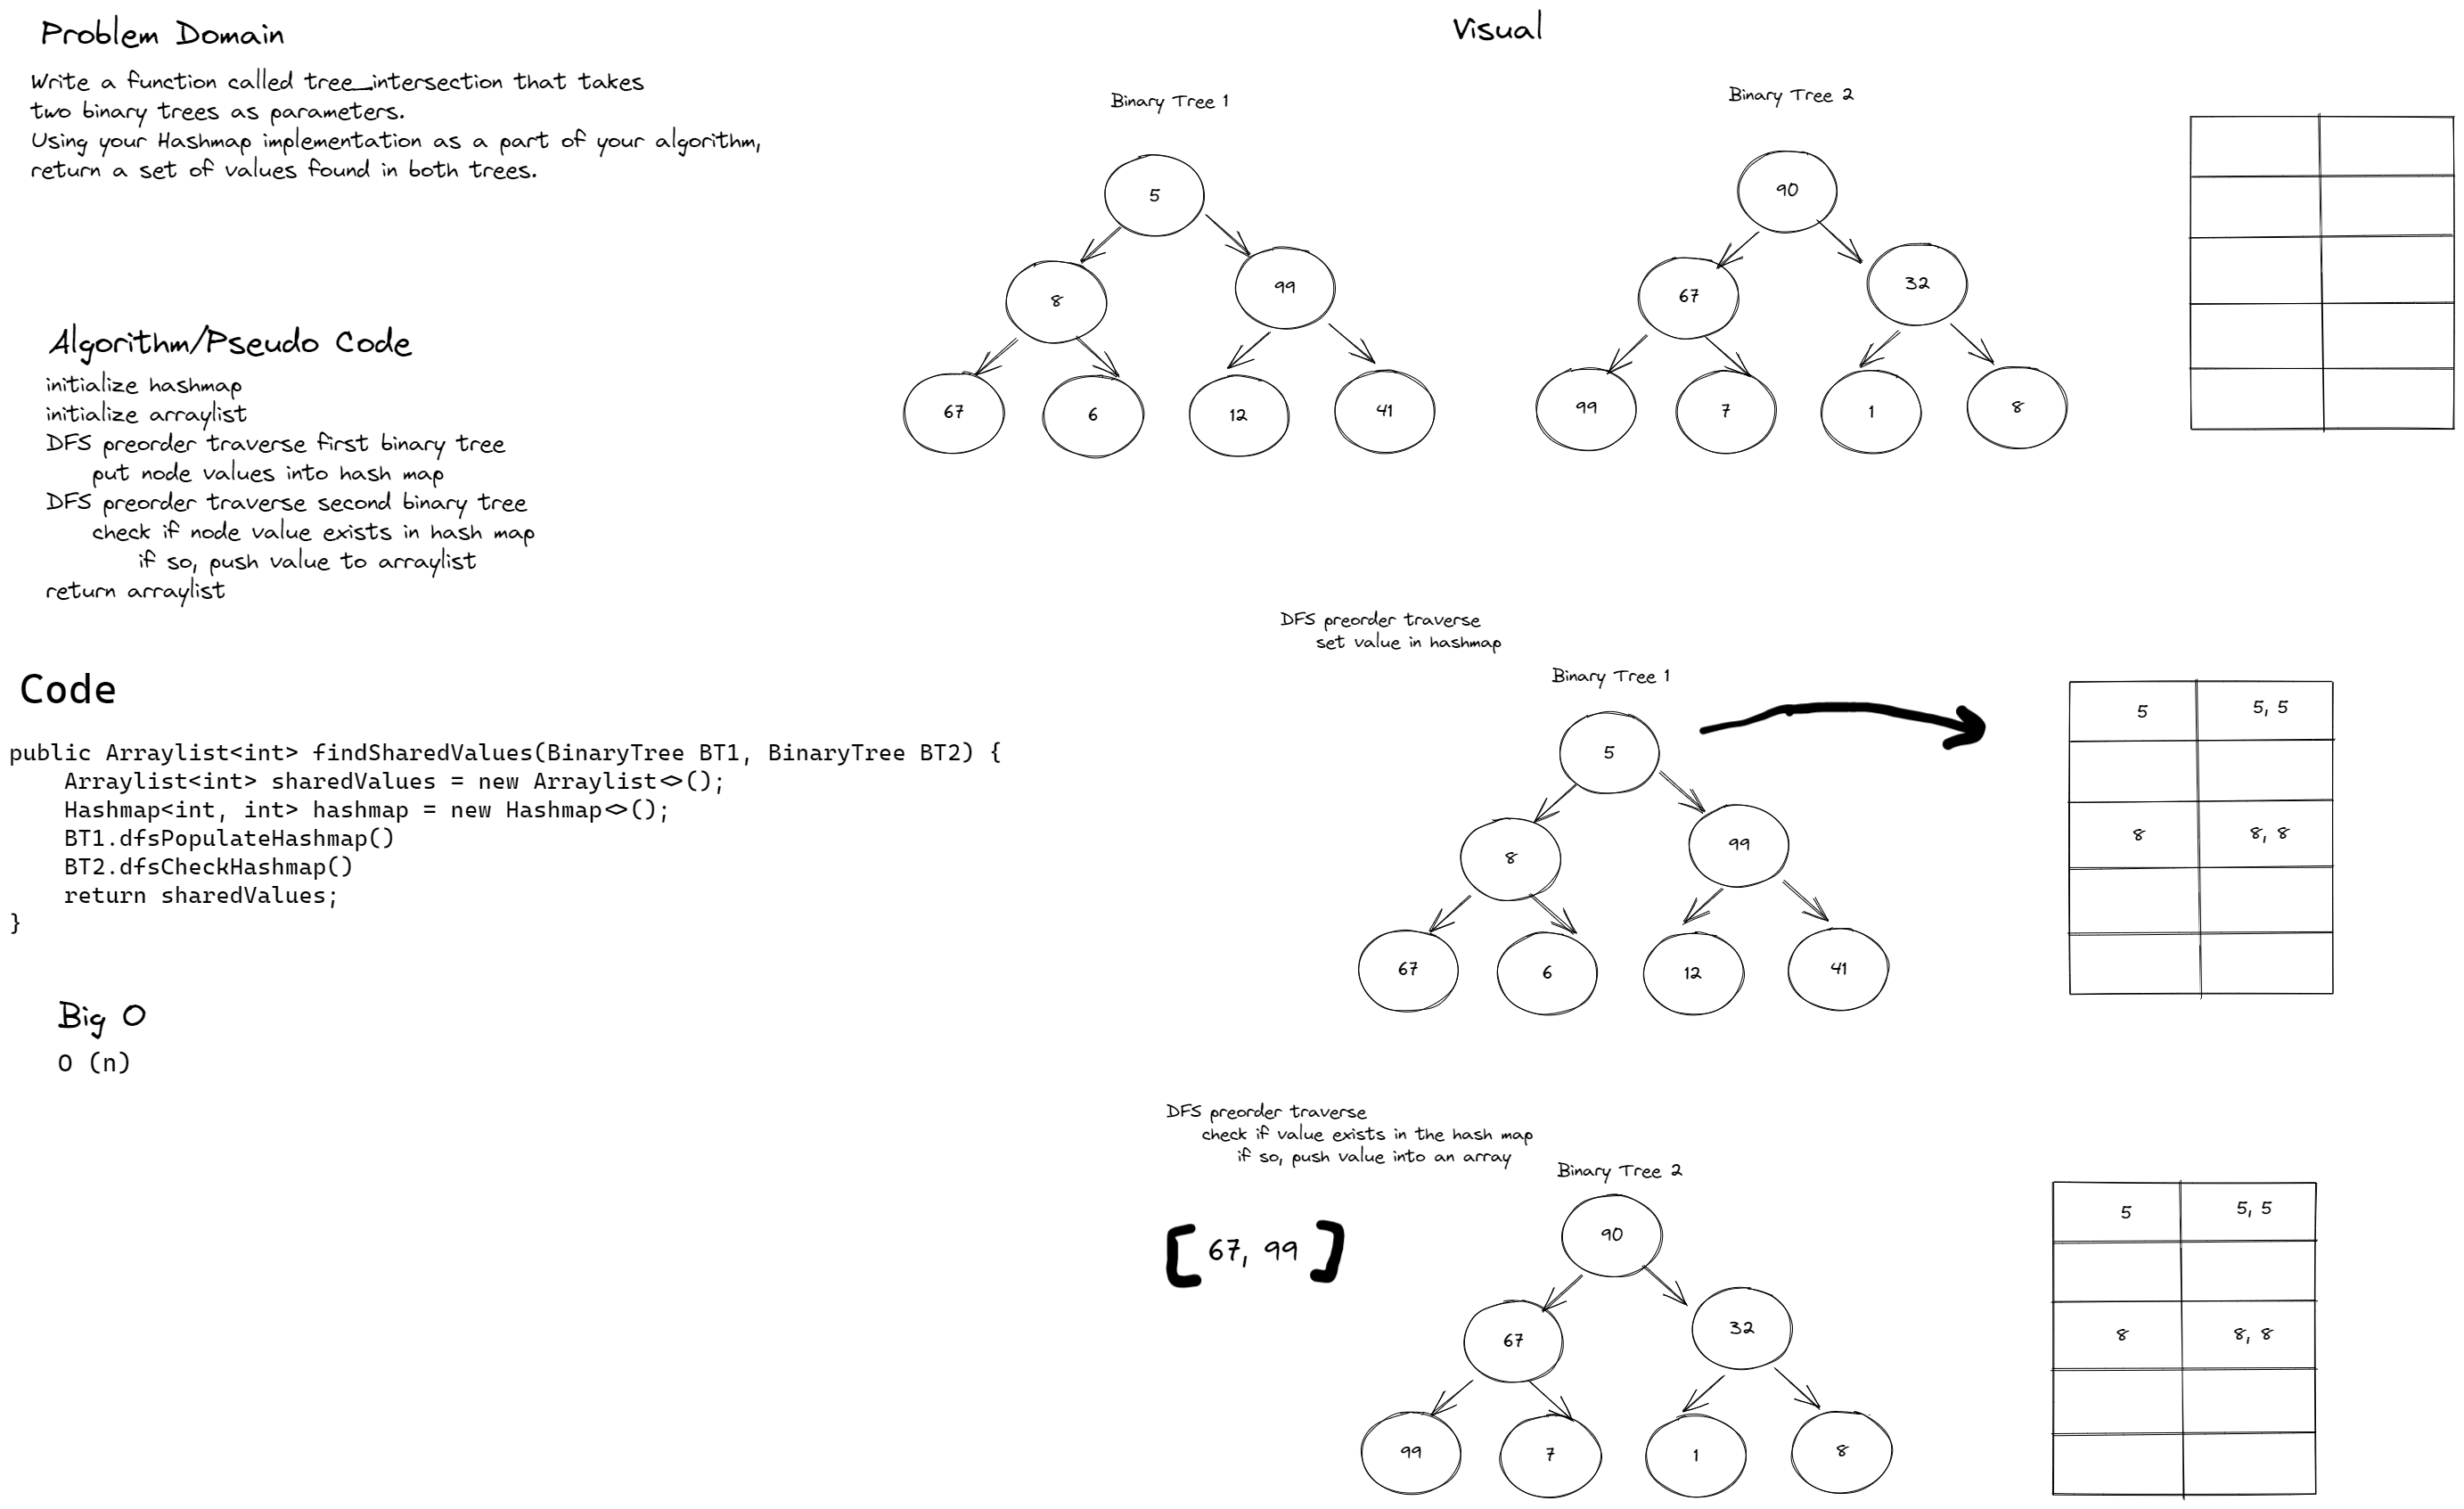 Problem Domain
Write a function called tree_intersection that takes
two binary trees as parameters.
Using your Hashmap implementation as a part of your algorithm,
return a set of values found in both trees.
Algorithm/Pseudo Code
initialize hashmap
initialize arraylist
DFS preorder traverse first binary tree
put node values into hash map
DFS preorder traverse second binary tree
check if node value exists in hash map
if so, push value to arraylist
return arraylist
Code
public Arraylist<int> findSharedValues(BinaryTree BT1, BinaryTree BT2) {
Arraylist<int> sharedValues = new Arraylist<>();
Hashmap<int, int> hashmap = new Hashmap<>();
BT1.dfsPopulateHashmap()
BT2.dfsCheckHashmap()
return sharedValues;
}
Big O
O (n)
Visual
Binary Tree 1
5
8
99
67
6
12
41
Binary Tree 2
90
67
32
99
7
1
8
DFS preorder traverse
set value in hashmap
Binary Tree 1
5
8
99
67
6
12
41
5
5, 5
8
8, 8
DFS preorder traverse
check if value exists in the hash map
if so, push value into an array
Binary Tree 2
[ 67, 99 ]
90
67
32
99
7
1
8
5
5, 5
8
8, 8